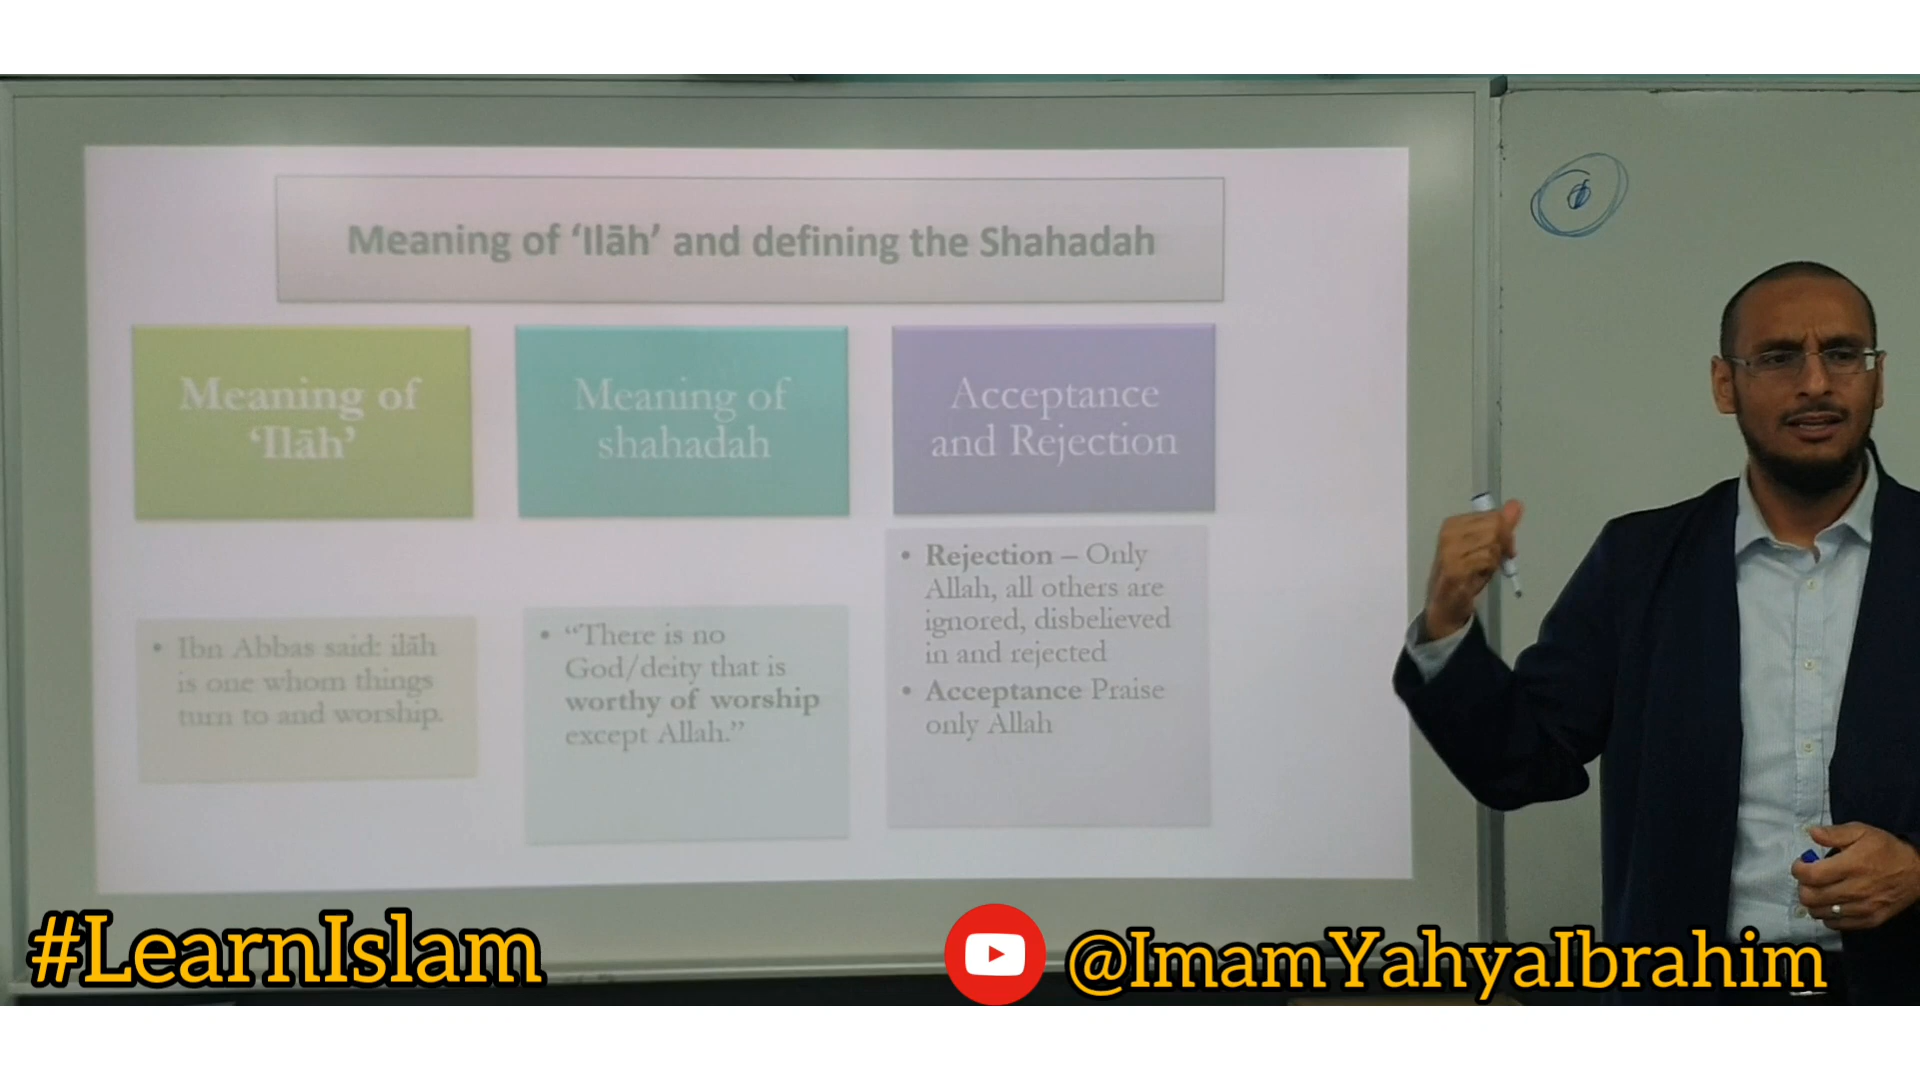 Meaning of ‘Ilāh’ and defining the Shahadah
Meaning of
‘Ilāh’
Meaning of
shahadah
Acceptance
and Rejection
• Ibn Abbas said: ilāh
is one whom things
turn to and worship.
• “There is no
God/deity that is
worthy of worship
except Allah.”
• Rejection – Only
Allah, all others are
ignored, disbelieved
in and rejected
• Acceptance Praise
only Allah
#LearnIslam
@ImamYahyaIbrahim